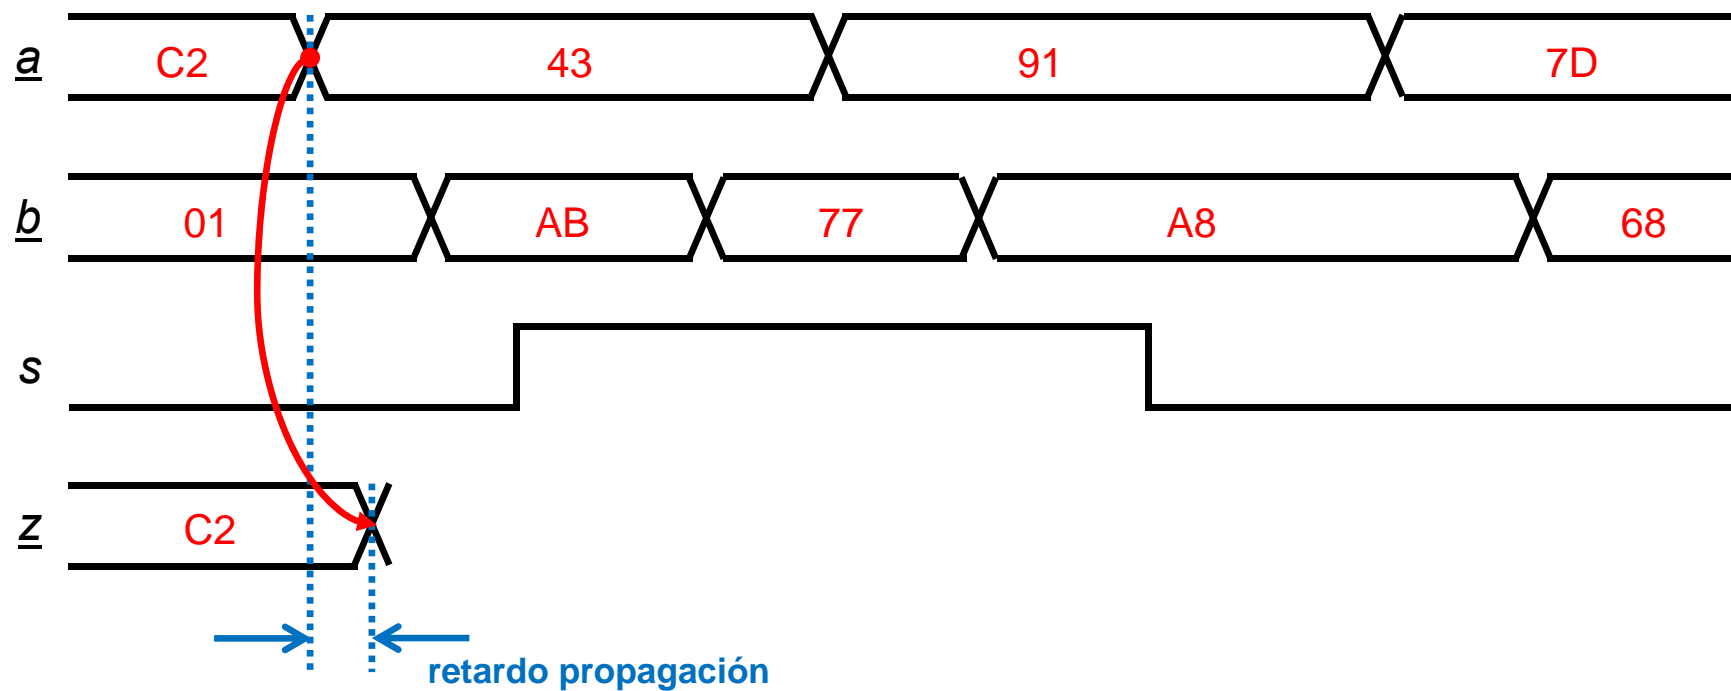 a C2 43 91 7D
b 01 AB 77 A8 68
s
z C2
retardo propagación